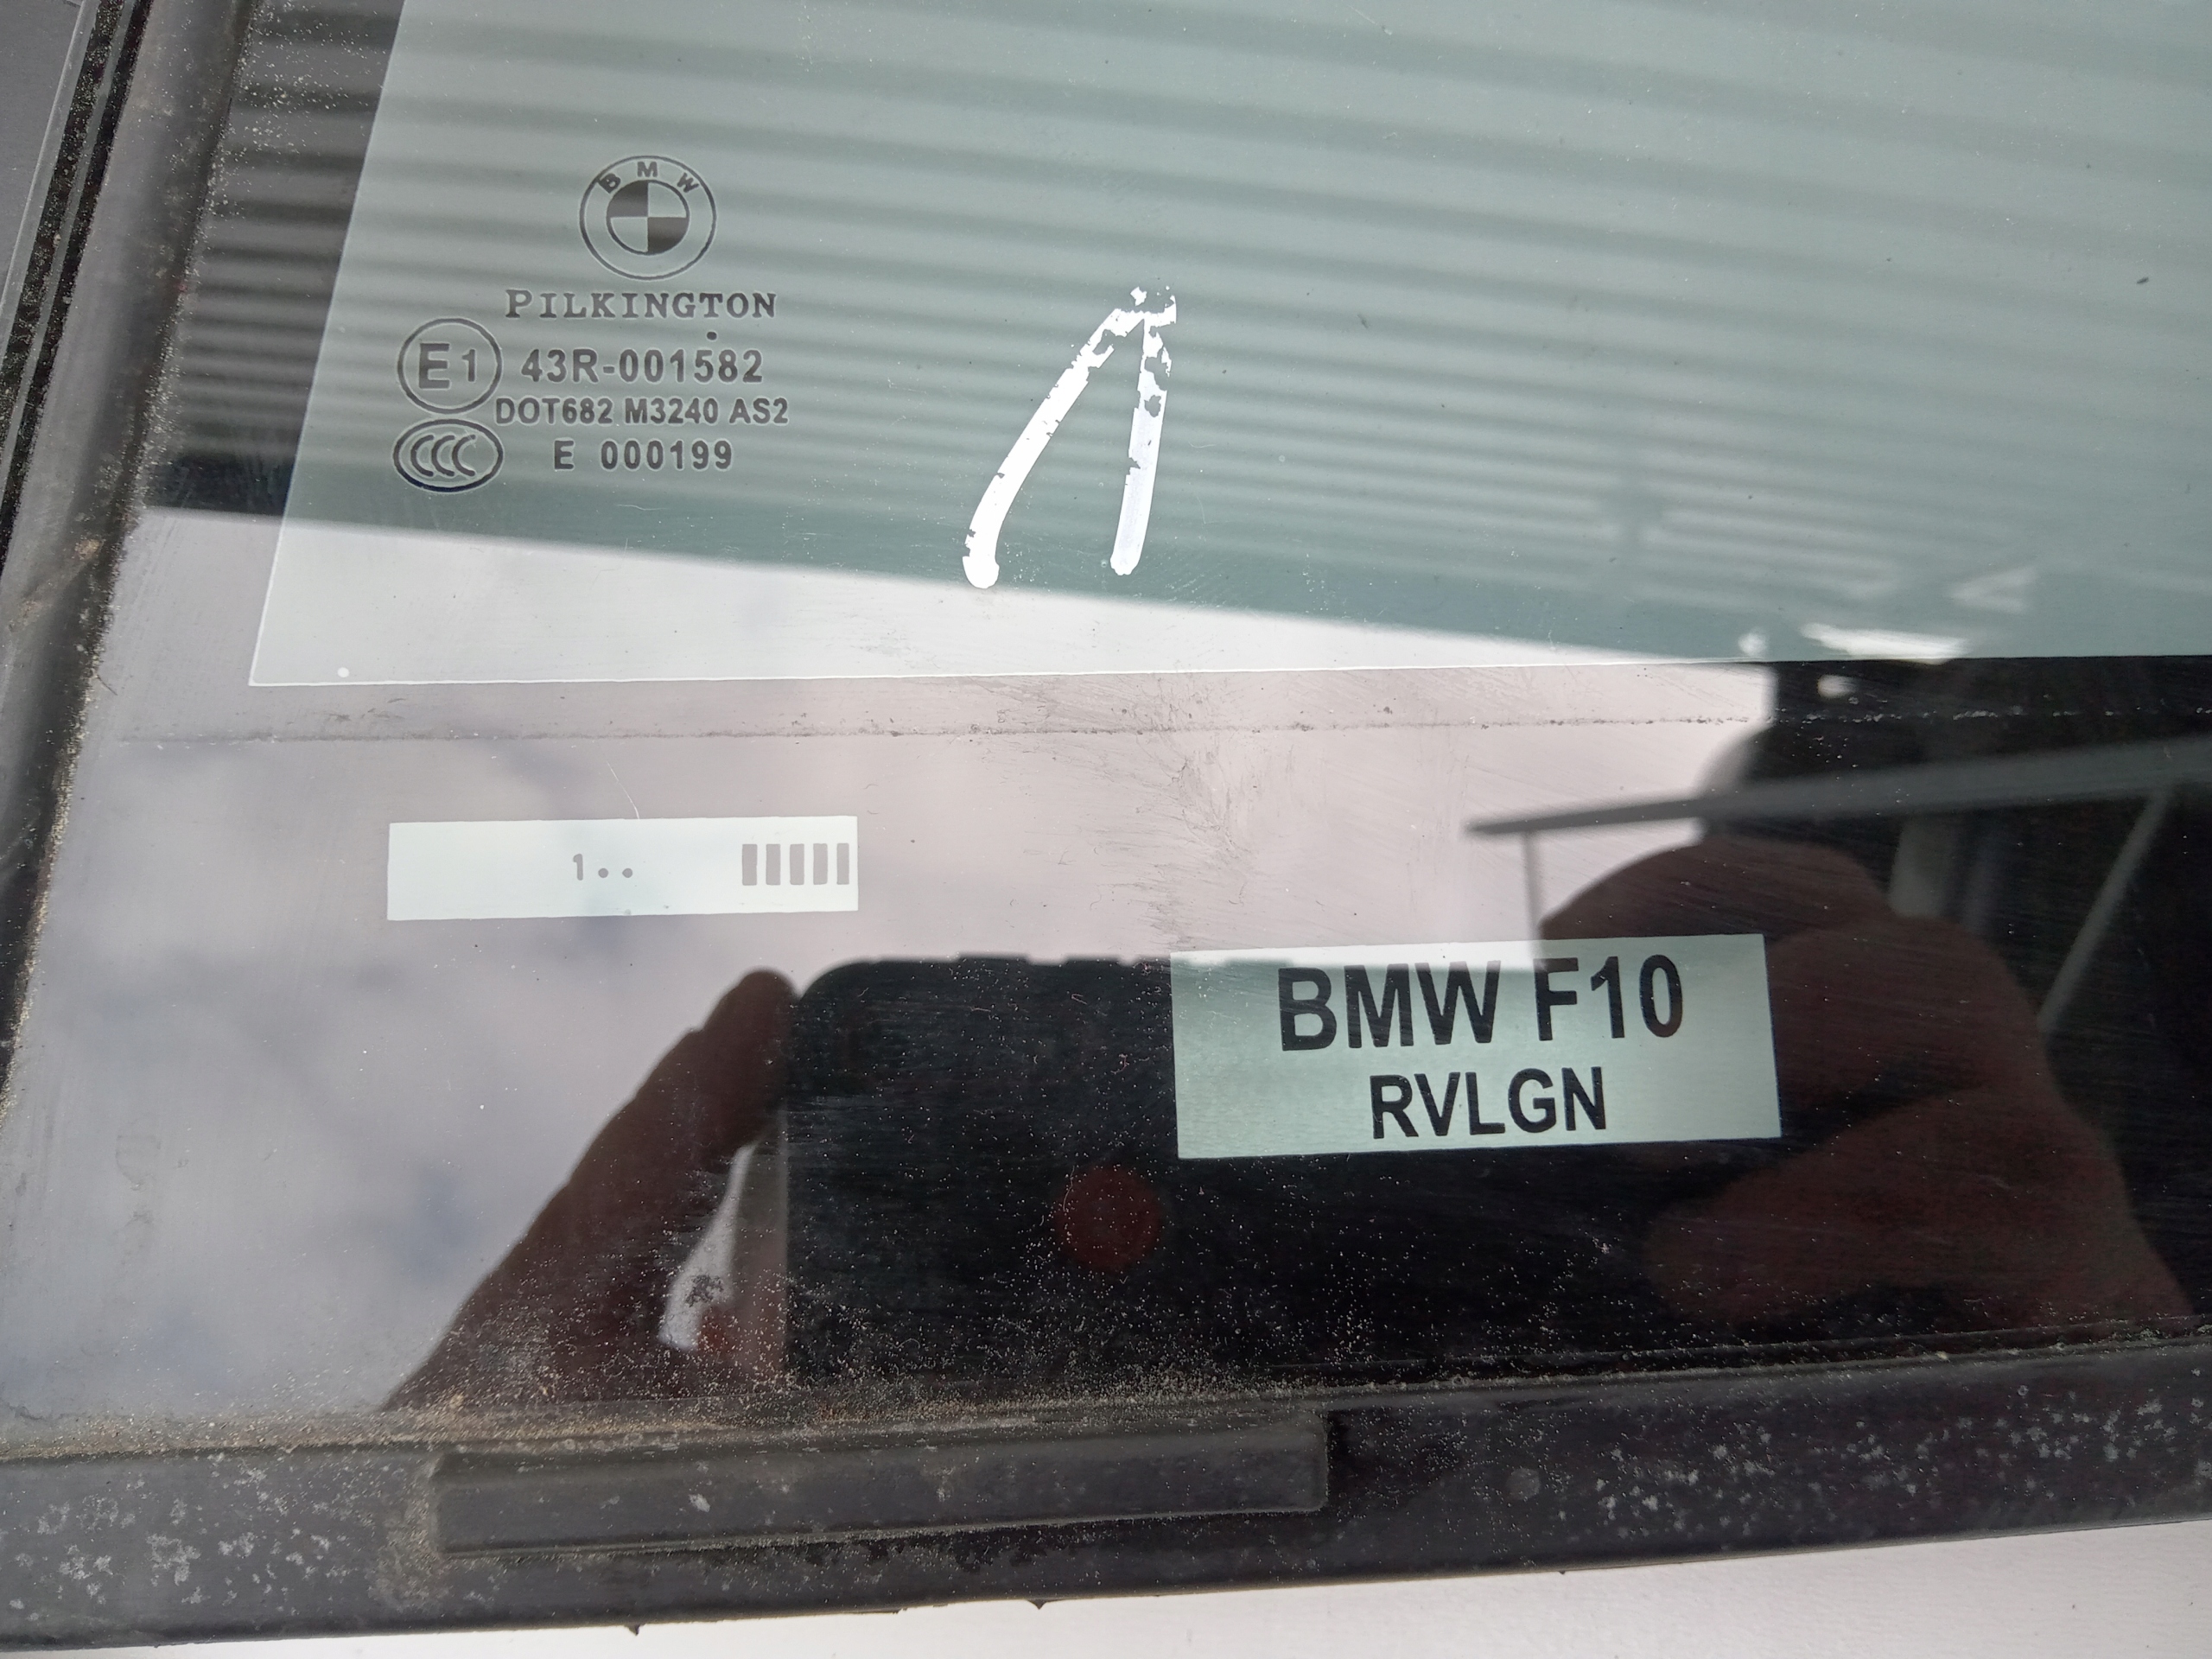 BMW
PILKINGTON
E1 43R-001582
DOT682 M3240 AS2
CCC E 000199
Л
1..
BMW F10
RVLGN